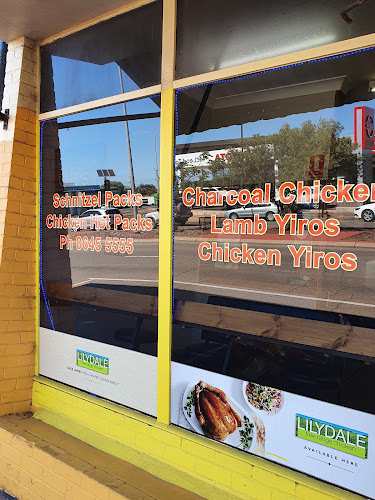 Schnitzel Packs
Chicken Hot Packs
Ph 8645 5555
Charcoal Chicken
Lamb Yiros
Chicken Yiros
LILYDALE
LILYDALE
AVAILABLE HERE